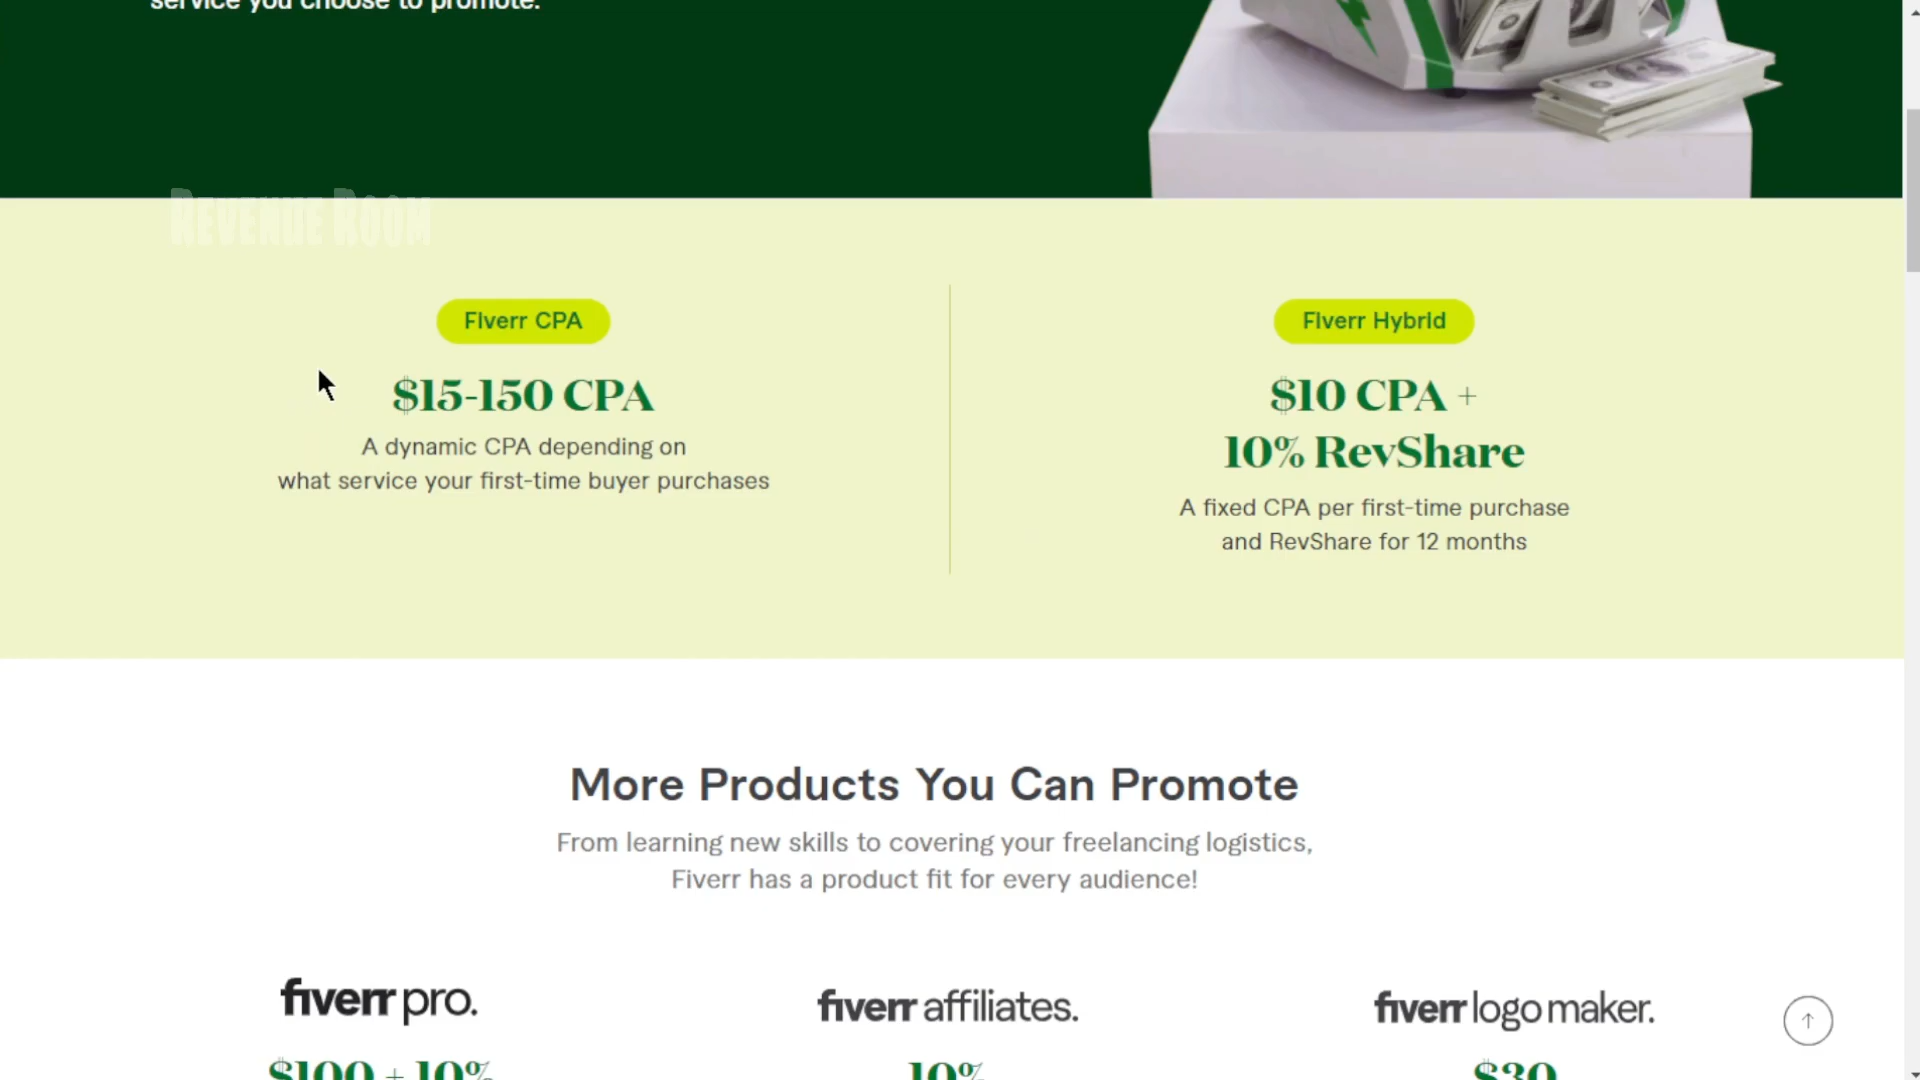 service you choose to promote.
REVENUE ROOM
Fiverr CPA
$15-150 CPA
A dynamic CPA depending on
what service your first-time buyer purchases
Fiverr Hybrid
$10 CPA +
10% RevShare
A fixed CPA per first-time purchase
and RevShare for 12 months
More Products You Can Promote
From learning new skills to covering your freelancing logistics,
Fiverr has a product fit for every audience!
fiverr pro.
$100 + 10%
fiverr affiliates.
10%
fiverr logo maker.
$30